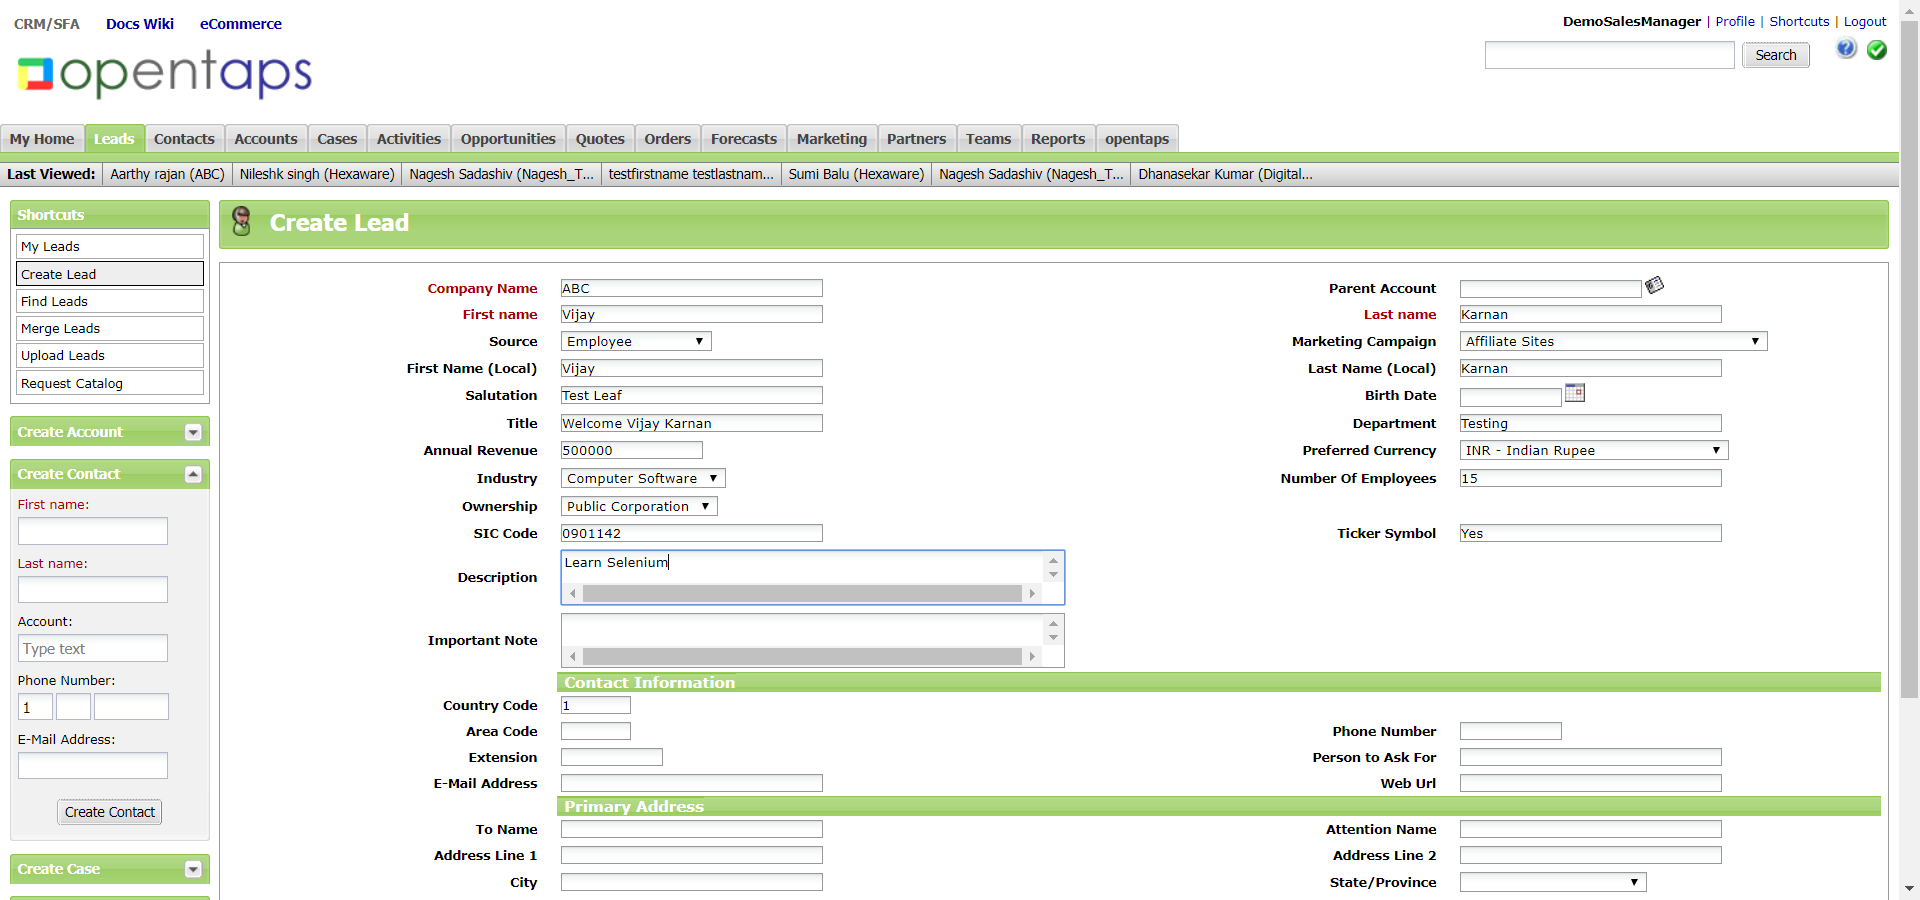 CRM/SFA Docs Wiki eCommerce
DemoSalesManager | Profile | Shortcuts | Logout
opentaps
Search
?
My Home Leads Contacts Accounts Cases Activities Opportunities Quotes Orders Forecasts Marketing Partners Teams Reports opentaps
Last Viewed: Aarthy rajan (ABC) Nileshk singh (Hexaware) Nagesh Sadashiv (Nagesh_T... testfirstname testlastnam... Sumi Balu (Hexaware) Nagesh Sadashiv (Nagesh_T... Dhanasekar Kumar (Digital...
Shortcuts
My Leads
Create Lead
Find Leads
Merge Leads
Upload Leads
Request Catalog
Create Account
Create Contact
First name:
Last name:
Account:
Type text
Phone Number:
1
E-Mail Address:
Create Contact
Create Case
Create Lead
Company Name ABC Parent Account
First name Vijay Last name Karnan
Source Employee Marketing Campaign Affiliate Sites
First Name (Local) Vijay Last Name (Local) Karnan
Salutation Test Leaf Birth Date
Title Welcome Vijay Karnan Department Testing
Annual Revenue 500000 Preferred Currency INR - Indian Rupee
Industry Computer Software Number Of Employees 15
Ownership Public Corporation
SIC Code 0901142 Ticker Symbol Yes
Description Learn Selenium
Important Note
Contact Information
Country Code 1
Area Code Phone Number
Extension Person to Ask For
E-Mail Address Web Url
Primary Address
To Name Attention Name
Address Line 1 Address Line 2
City State/Province